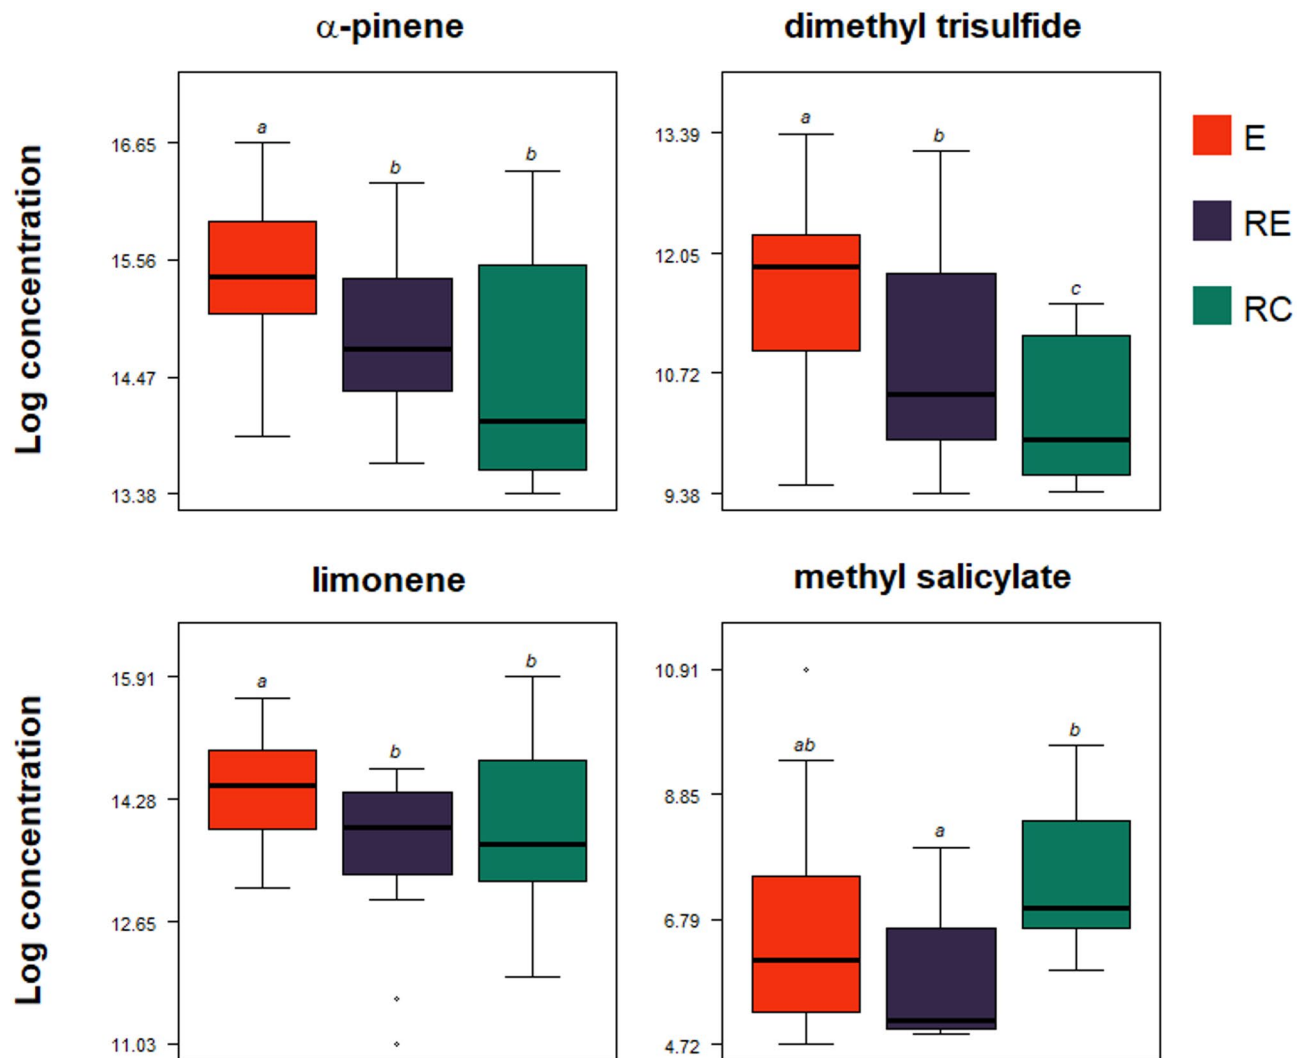 α-pinene
dimethyl trisulfide
Log concentration
16.65
15.56
14.47
13.38
a
b
b
13.39
12.05
10.72
9.38
a
b
c
E
RE
RC
limonene
methyl salicylate
Log concentration
15.91
14.28
12.65
11.03
a
b
b
10.91
8.85
6.79
4.72
ab
a
b